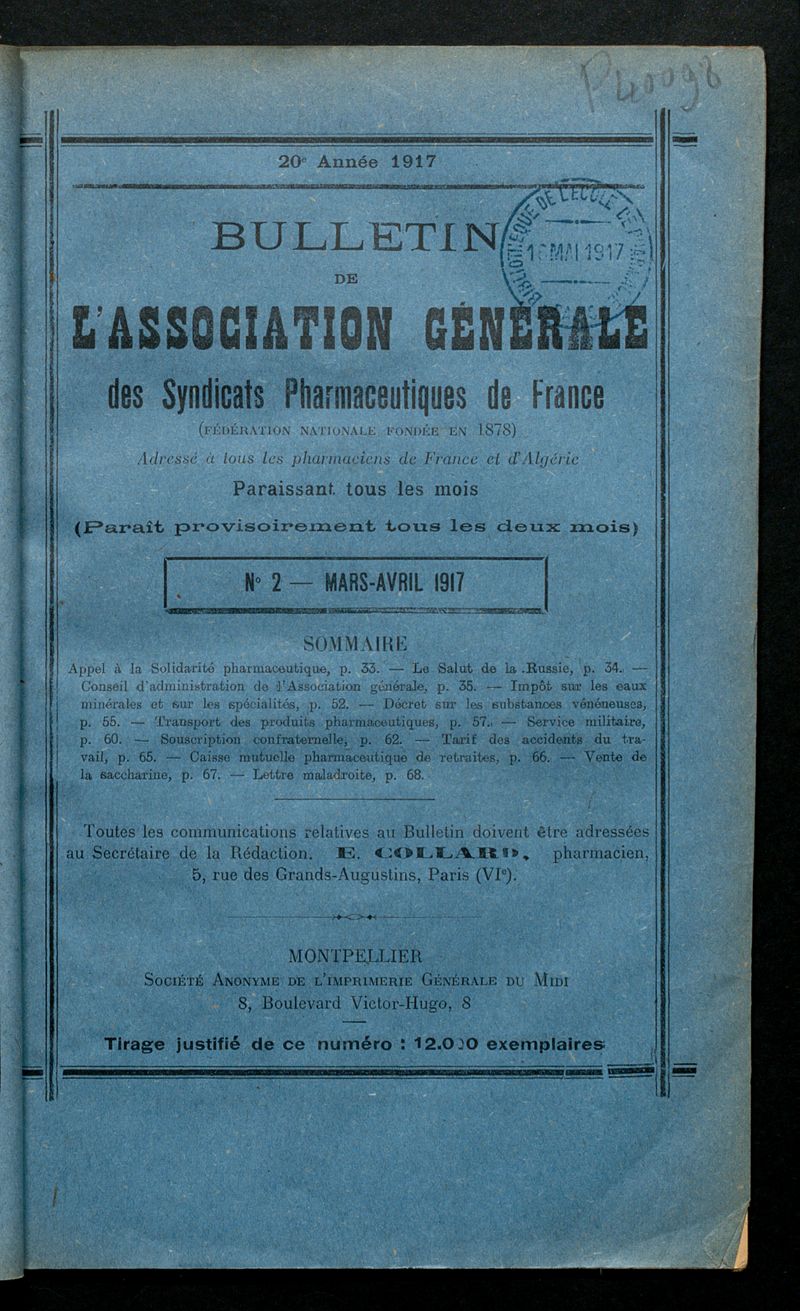 P 40098
20e Année 1917
BULLETIN
DE
L'ASSOCIATION GÉNÉRALE
des Syndicats Pharmaceutiques de France
(FÉDÉRATION NATIONALE FONDÉE EN 1878)
Adressé à tous les pharmaciens de France et d'Algérie
Paraissant tous les mois
(Paraît provisoirement tous les deux mois)
N° 2 — MARS-AVRIL 1917
SOMMAIRE
Appel à la Solidarité pharmaceutique, p. 33. — Le Salut de la Russie, p. 34. —
Conseil d'administration de l'Association générale, p. 35. — Impôt sur les eaux
minérales et sur les spécialités, p. 52. — Décret sur les substances vénéneuses,
p. 55. — Transport des produits pharmaceutiques, p. 57. — Service militaire,
p. 60. — Souscription confraternelle, p. 62. — Tarif des accidents du tra-
vail, p. 65. — Caisse mutuelle pharmaceutique de retraites, p. 66. — Vente de
la saccharine, p. 67. — Lettre maladroite, p. 68.
Toutes les communications relatives au Bulletin doivent être adressées
au Secrétaire de la Rédaction, E. COLLARD, pharmacien,
5, rue des Grands-Augustins, Paris (VIe).
MONTPELLIER
SOCIÉTÉ ANONYME DE L'IMPRIMERIE GÉNÉRALE DU MIDI
8, Boulevard Victor-Hugo, 8
Tirage justifié de ce numéro : 12.000 exemplaires
BIBLIOTHÈQUE DE L'ÉCOLE DE
MAI 1917